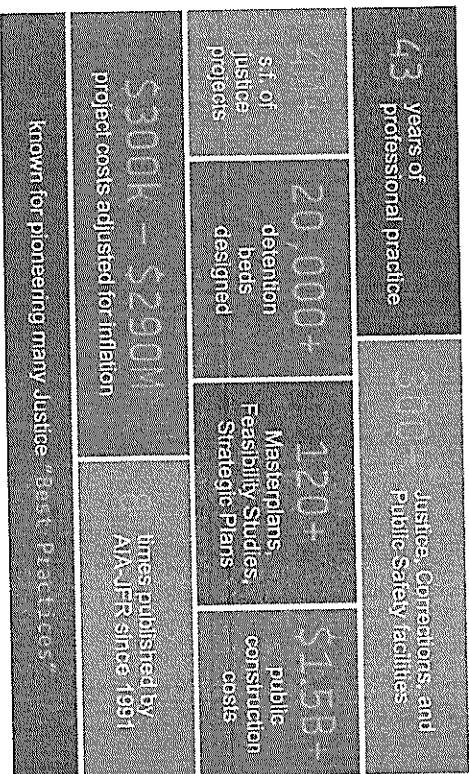 43 years of
professional practice
Justice, Corrections, and
Public Safety facilities
s.f. of
justice
projects
20,000+
detention
beds
designed
120+
Masterplans,
Feasibility Studies,
Strategic Plans
$1.5B+
public
construction
costs
$300k - $290M
project costs adjusted for inflation
times published by
AIA-JFR since 1991
known for pioneering many Justice "Best Practices"